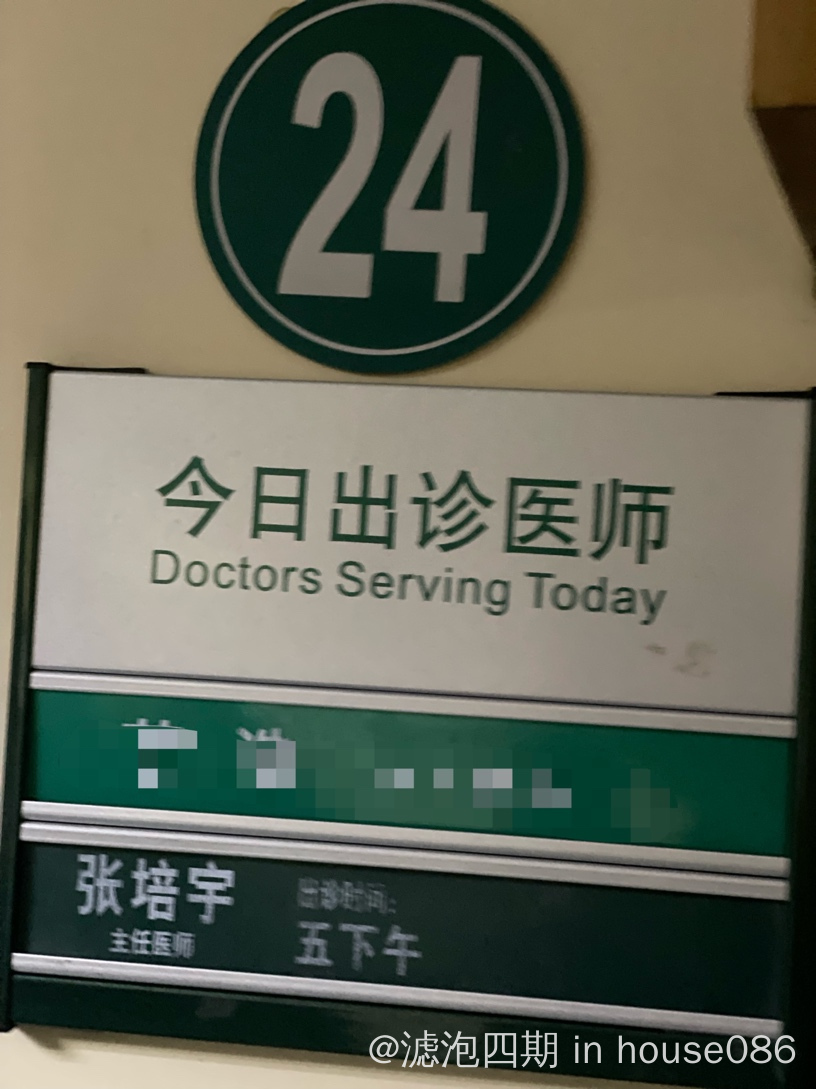 24
今日出诊医师
Doctors Serving Today
张培宇
主任医师
出诊时间:
五下午
@滤泡四期 in house086